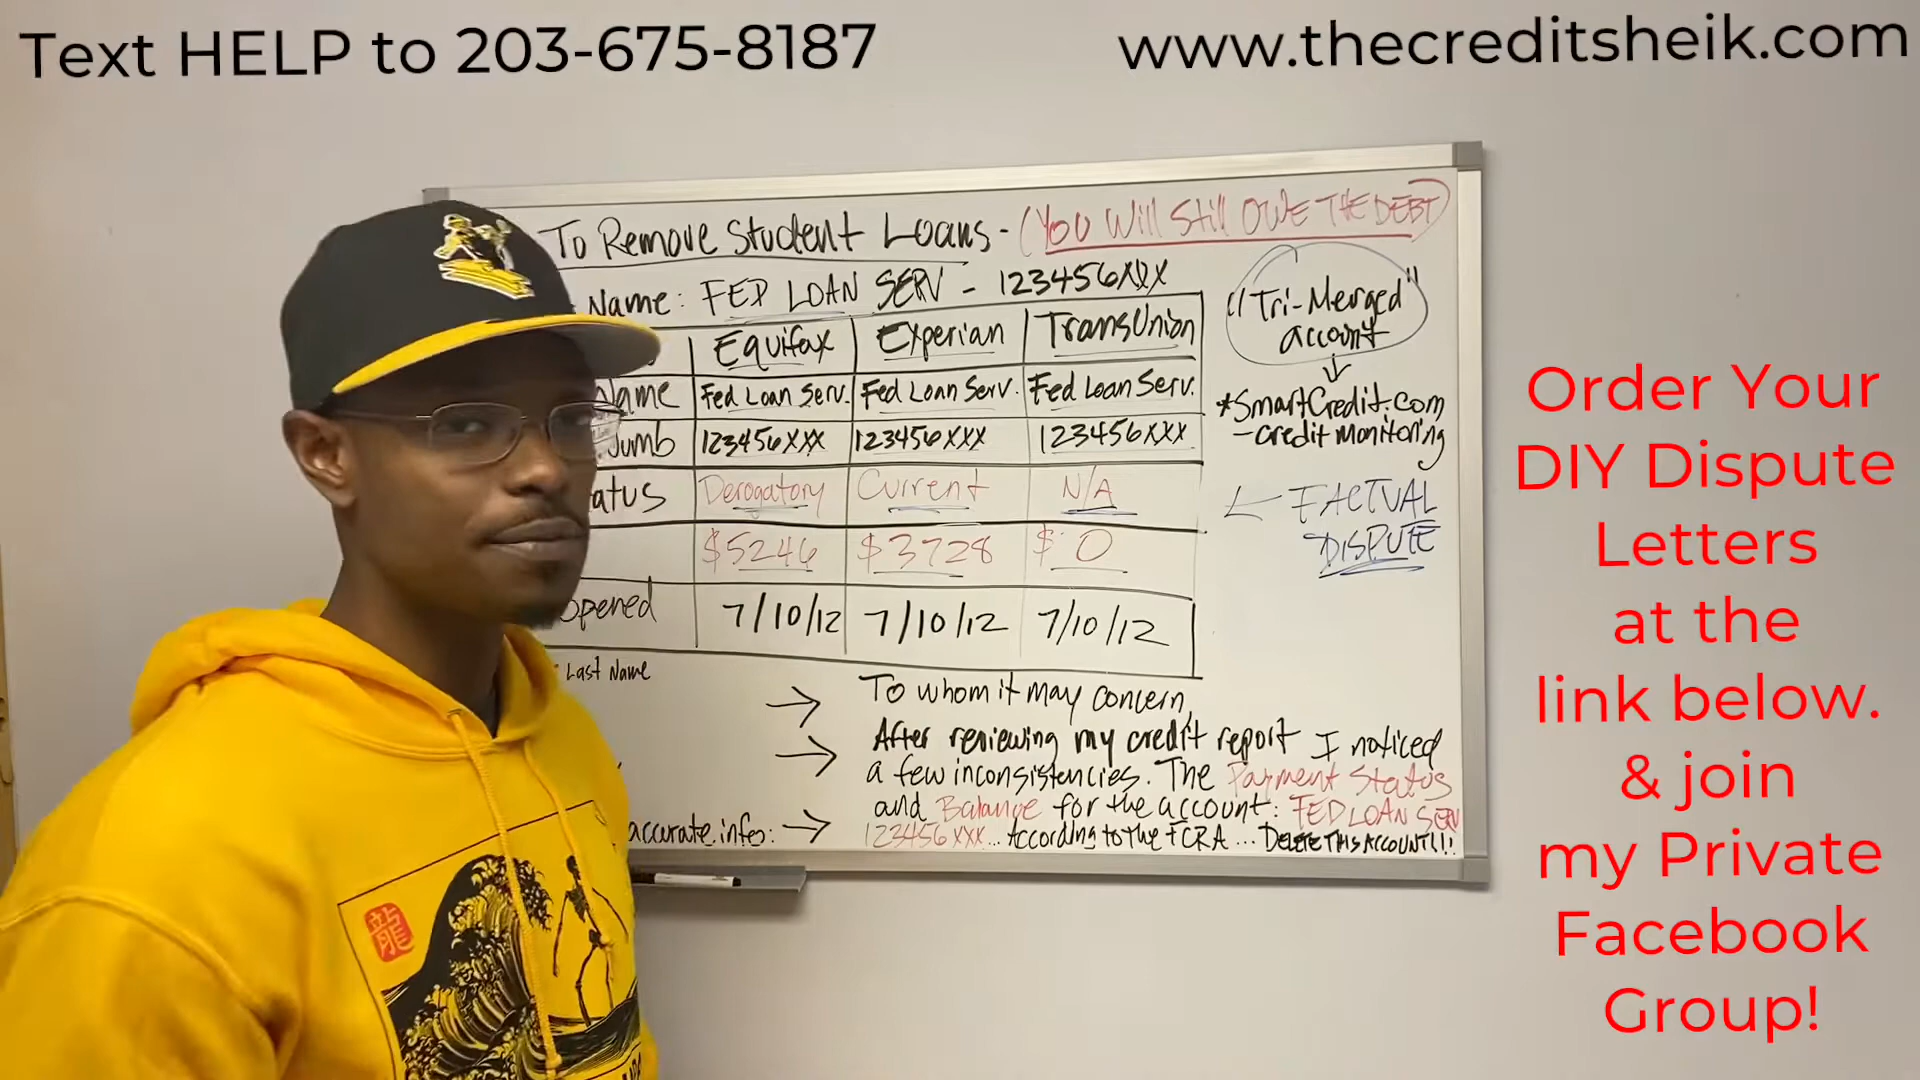 Text HELP to 203-675-8187
www.thecreditsheik.com
To Remove Student Loans - (You Will Still OWE THE DEBT)
Name: FED LOAN SERV - 123456XXX
"Tri-Merged"
account
Equifax Experian TransUnion
Name Fed Loan Serv. Fed Loan Serv. Fed Loan Serv.
*SmartCredit.com
- credit monitoring
123456XXX 123456XXX 123456XXX
Derogatory Current N/A
FACTUAL
DISPUTE
$5246 $3728 $0
opened 7/10/12 7/10/12 7/10/12
Last Name
To whom it may concern,
After reviewing my credit report I noticed
a few inconsistencies. The Payment Status
and Balance for the account: FED LOAN SERV
accurate info:
123456XXX... According to the FCRA ... DELETE THIS ACCOUNT!!!
Order Your
DIY Dispute
Letters
at the
link below.
& join
my Private
Facebook
Group!
龍